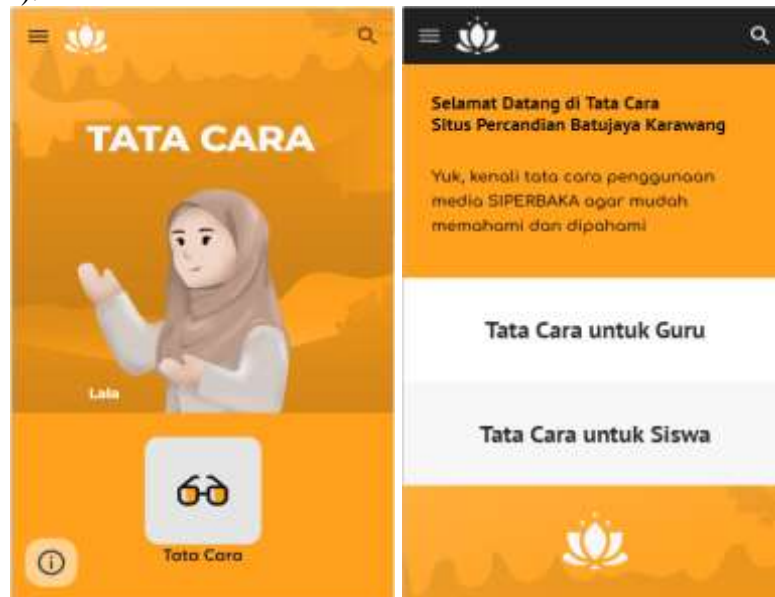 TATA CARA
Lala
Tata Cara
Selamat Datang di Tata Cara
Situs Percandian Batujaya Karawang
Yuk, kenali tata cara penggunaan
media SIPERBAKA agar mudah
memahami dan dipahami
Tata Cara untuk Guru
Tata Cara untuk Siswa